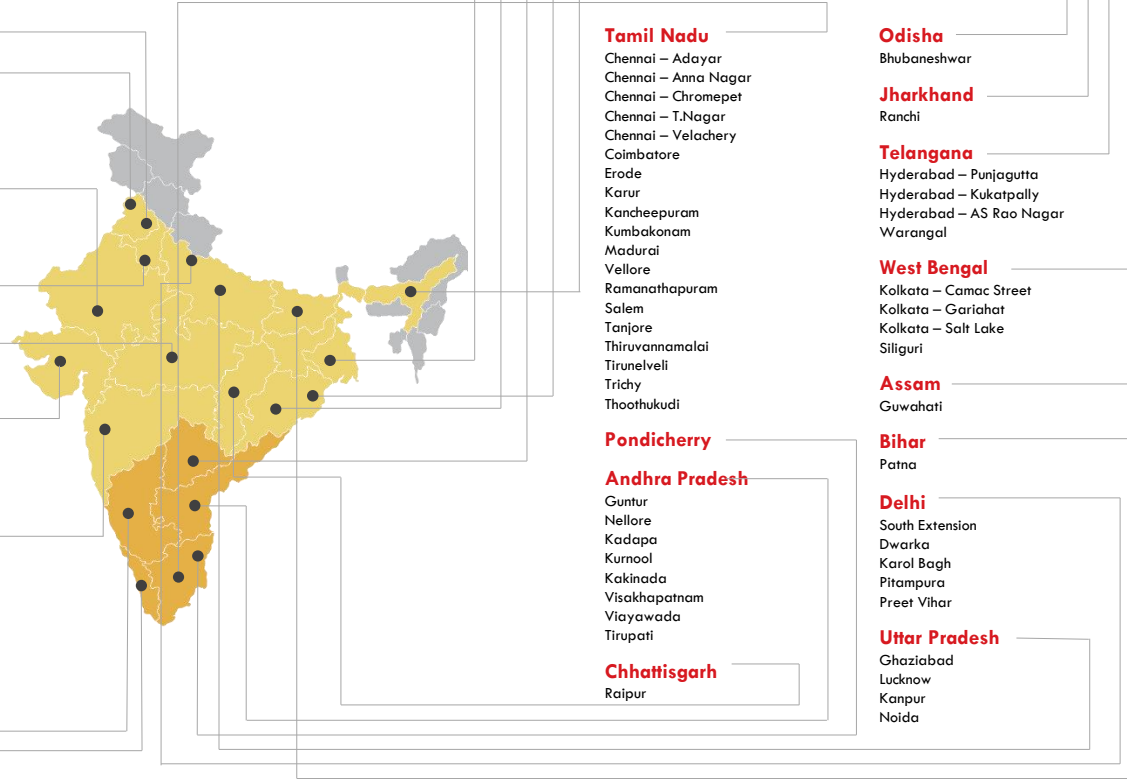 Tamil Nadu
Chennai – Adayar
Chennai – Anna Nagar
Chennai – Chromepet
Chennai – T.Nagar
Chennai – Velachery
Coimbatore
Erode
Karur
Kancheepuram
Kumbakonam
Madurai
Vellore
Ramanathapuram
Salem
Tanjore
Thiruvannamalai
Tirunelveli
Trichy
Thoothukudi
Pondicherry
Andhra Pradesh
Guntur
Nellore
Kadapa
Kurnool
Kakinada
Visakhapatnam
Viayawada
Tirupati
Chhattisgarh
Raipur
Odisha
Bhubaneshwar
Jharkhand
Ranchi
Telangana
Hyderabad – Punjagutta
Hyderabad – Kukatpally
Hyderabad – AS Rao Nagar
Warangal
West Bengal
Kolkata – Camac Street
Kolkata – Gariahat
Kolkata – Salt Lake
Siliguri
Assam
Guwahati
Bihar
Patna
Delhi
South Extension
Dwarka
Karol Bagh
Pitampura
Preet Vihar
Uttar Pradesh
Ghaziabad
Lucknow
Kanpur
Noida